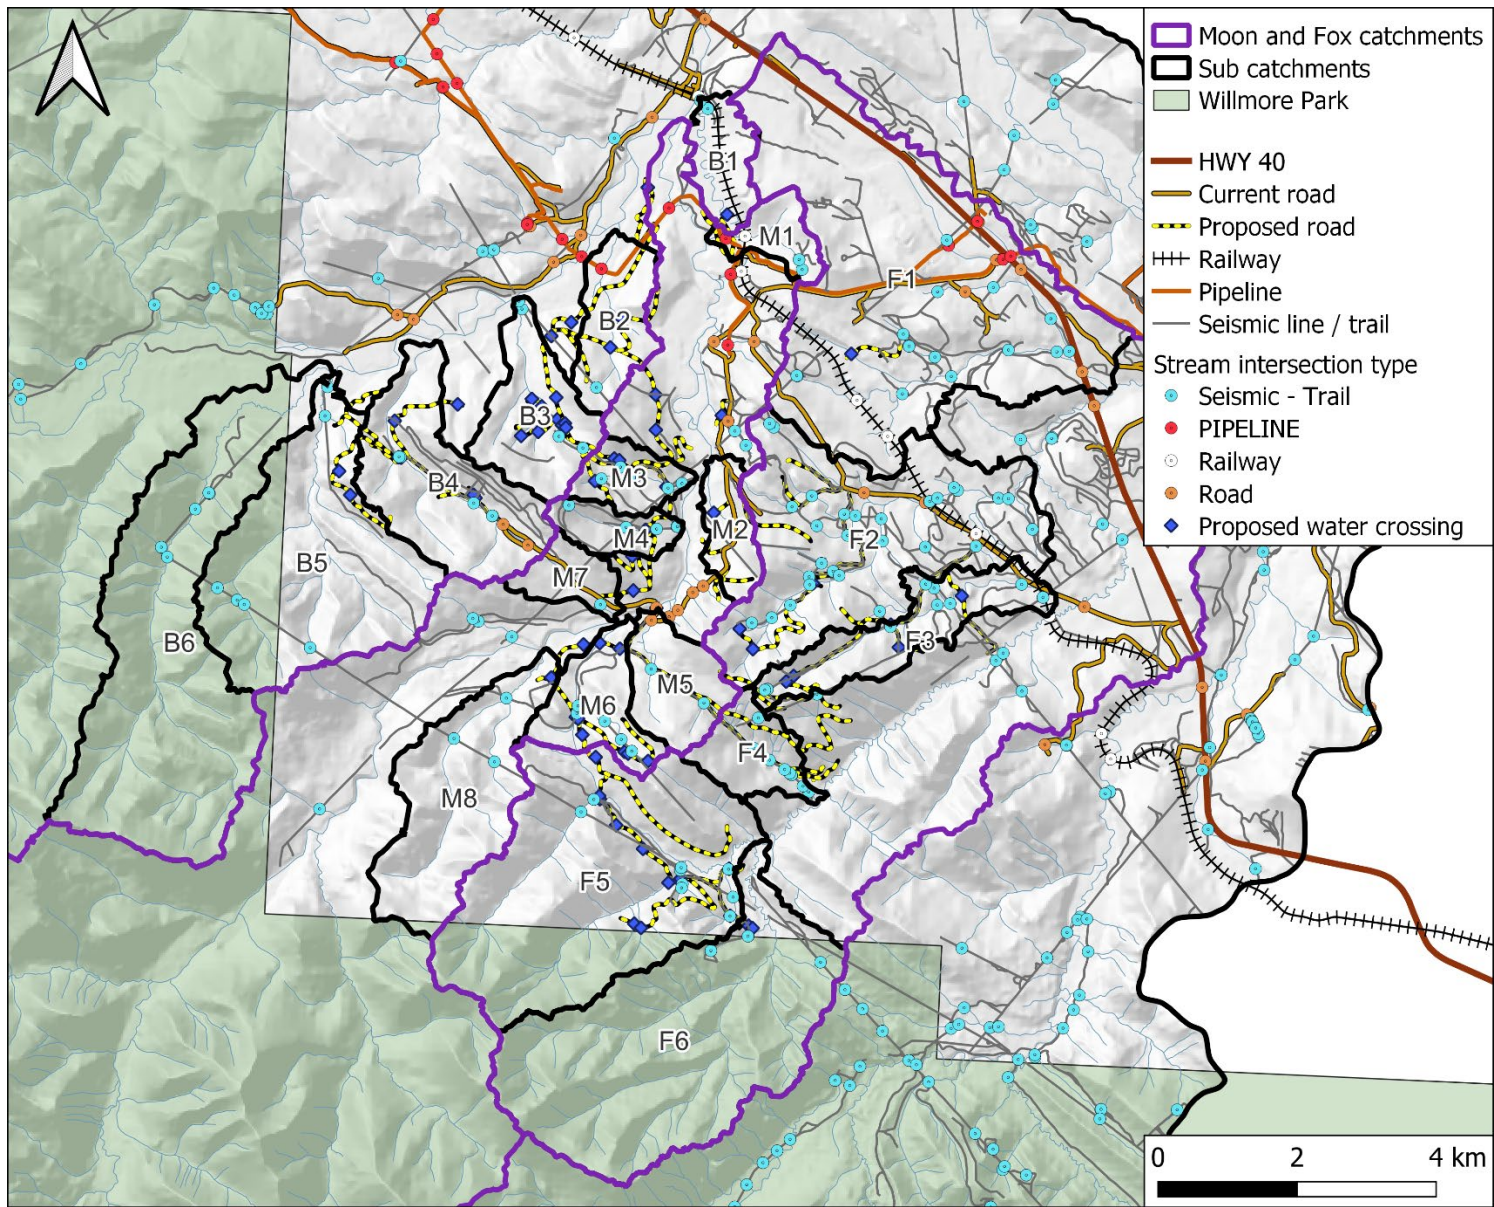 Moon and Fox catchments
Sub catchments
Willmore Park
HWY 40
Current road
Proposed road
Railway
Pipeline
Seismic line / trail
Stream intersection type
Seismic - Trail
PIPELINE
Railway
Road
Proposed water crossing
B1
M1
F1
B2
B3
M3
B4
M2
M4
F2
B5
M7
B6
F3
M5
M6
F4
M8
F5
F6
0 2 4 km